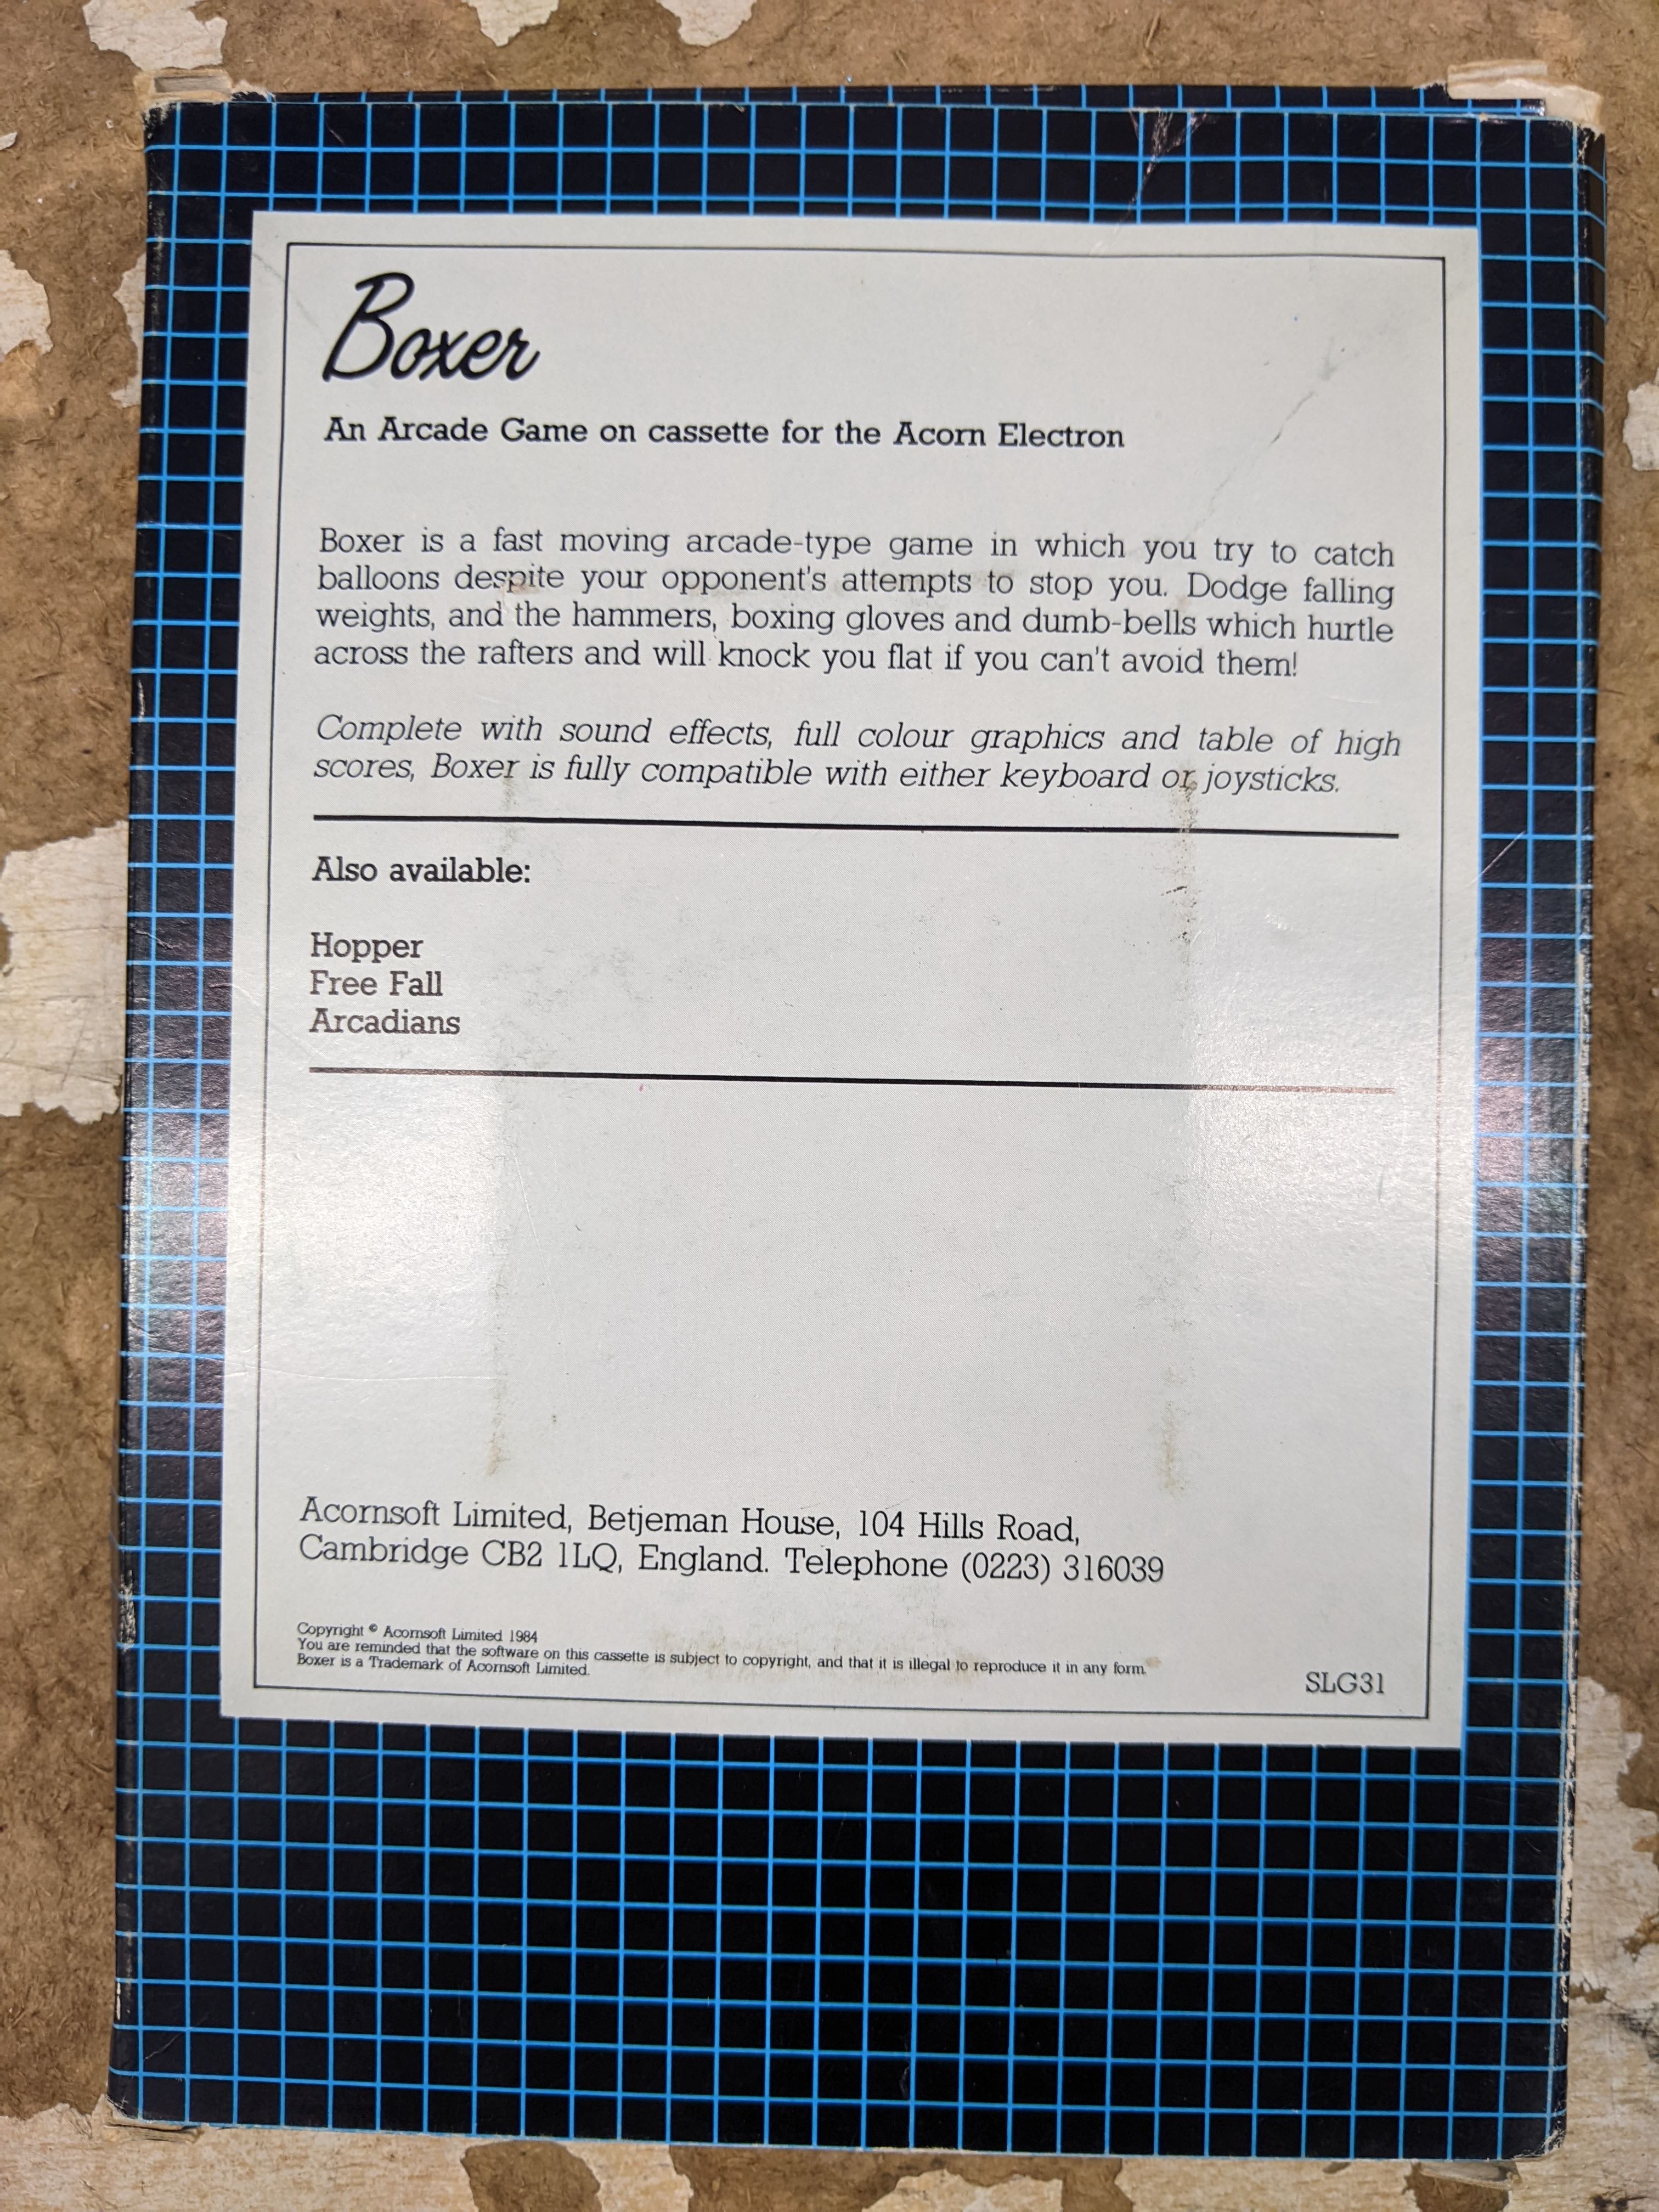 Boxer
An Arcade Game on cassette for the Acorn Electron
Boxer is a fast moving arcade-type game in which you try to catch
balloons despite your opponent's attempts to stop you. Dodge falling
weights, and the hammers, boxing gloves and dumb-bells which hurtle
across the rafters and will knock you flat if you can't avoid them!
Complete with sound effects, full colour graphics and table of high
scores, Boxer is fully compatible with either keyboard or joysticks.
Also available:
Hopper
Free Fall
Arcadians
Acornsoft Limited, Betjeman House, 104 Hills Road,
Cambridge CB2 1LQ, England. Telephone (0223) 316039
Copyright © Acornsoft Limited 1984
You are reminded that the software on this cassette is subject to copyright, and that it is illegal to reproduce it in any form.
Boxer is a Trademark of Acornsoft Limited.
SLG31